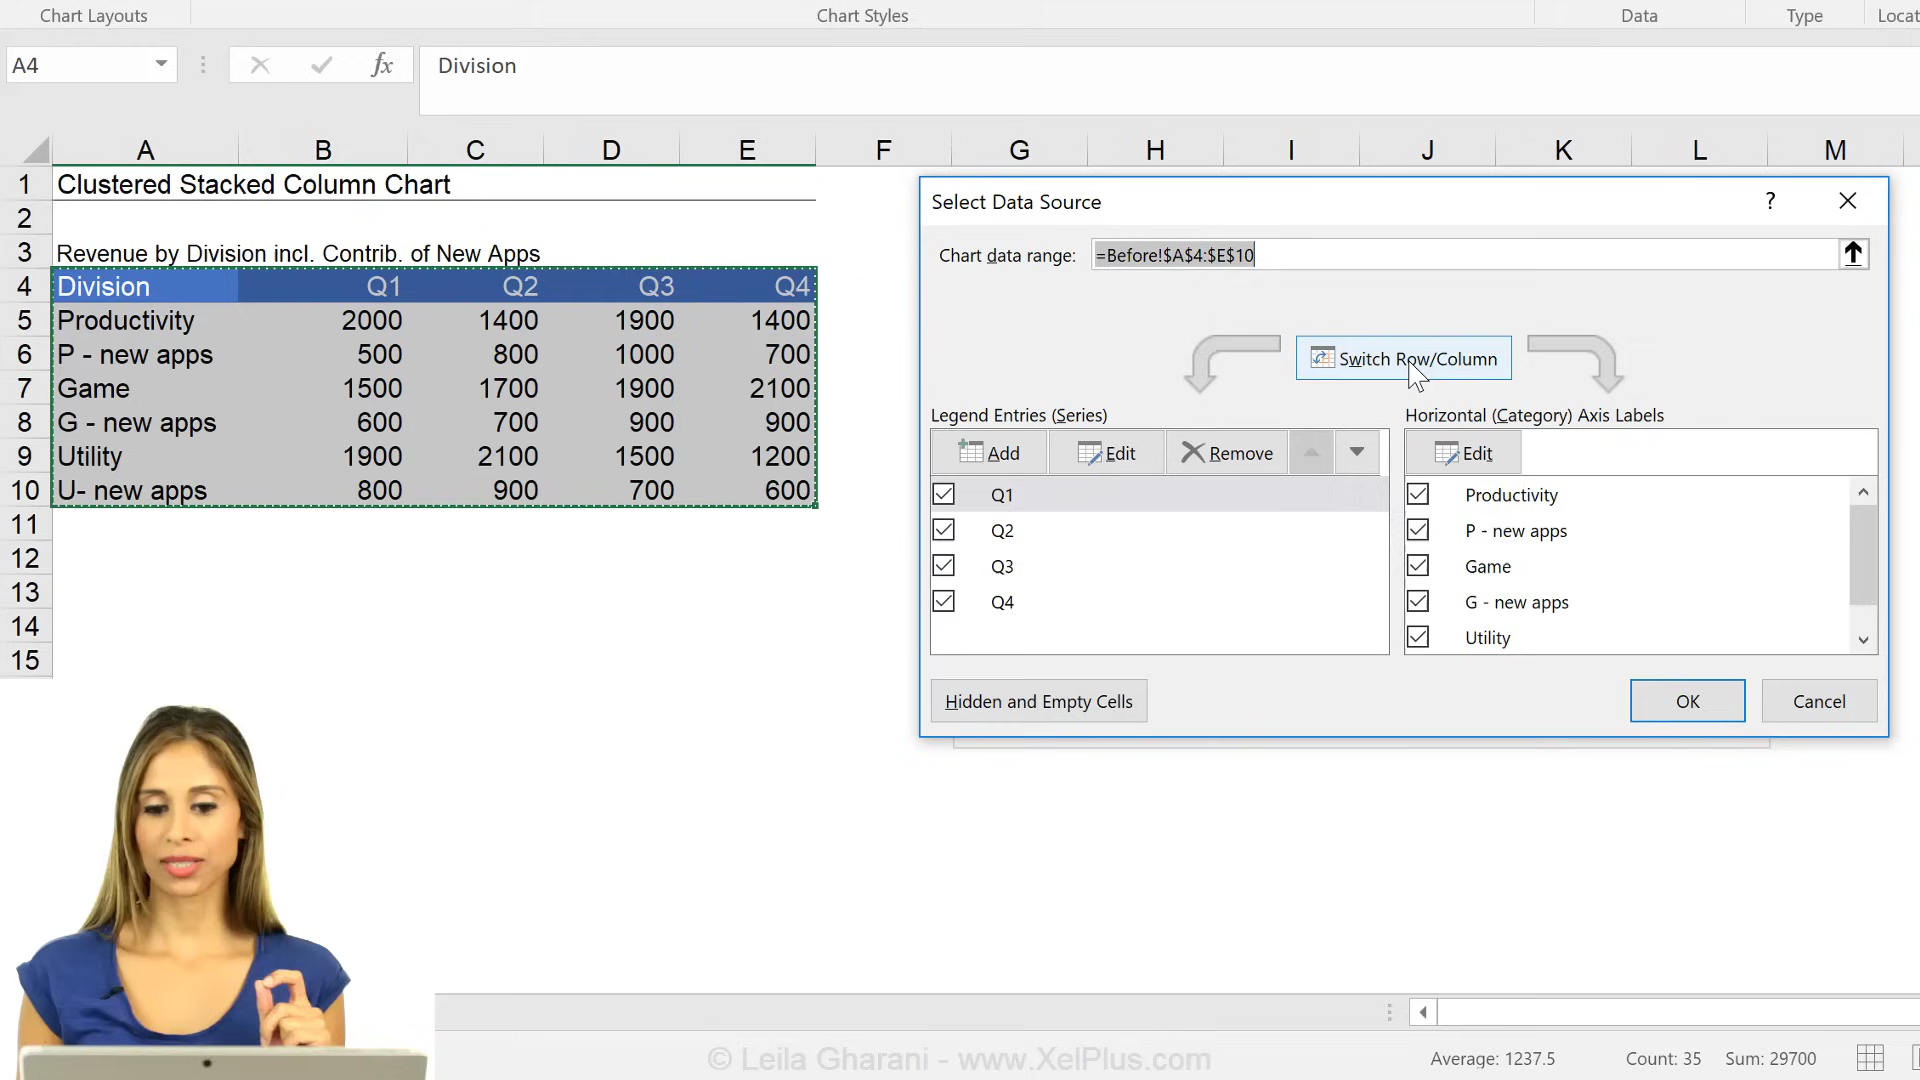 Chart Layouts Chart Styles Data Type Locat
A4 fx Division
A B C D E F G H I J K L M
1 Clustered Stacked Column Chart
2
3 Revenue by Division incl. Contrib. of New Apps
4 Division Q1 Q2 Q3 Q4
5 Productivity 2000 1400 1900 1400
6 P - new apps 500 800 1000 700
7 Game 1500 1700 1900 2100
8 G - new apps 600 700 900 900
9 Utility 1900 2100 1500 1200
10 U- new apps 800 900 700 600
11
12
13
14
15
Select Data Source ?
Chart data range: =Before!$A$4:$E$10
Switch Row/Column
Legend Entries (Series)
Add Edit Remove
Q1
Q2
Q3
Q4
Horizontal (Category) Axis Labels
Edit
Productivity
P - new apps
Game
G - new apps
Utility
Hidden and Empty Cells OK Cancel
© Leila Gharani - www.XelPlus.com
Average: 1237.5 Count: 35 Sum: 29700